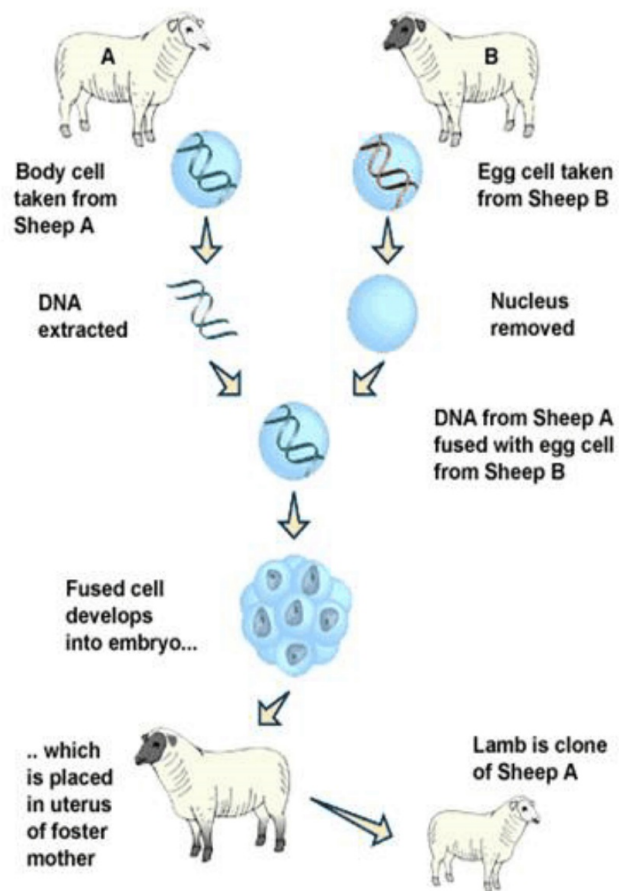 A
B
Body cell
taken from
Sheep A
Egg cell taken
from Sheep B
DNA
extracted
Nucleus
removed
DNA from Sheep A
fused with egg cell
from Sheep B
Fused cell
develops
into embryo...
.. which
is placed
in uterus
of foster
mother
Lamb is clone
of Sheep A